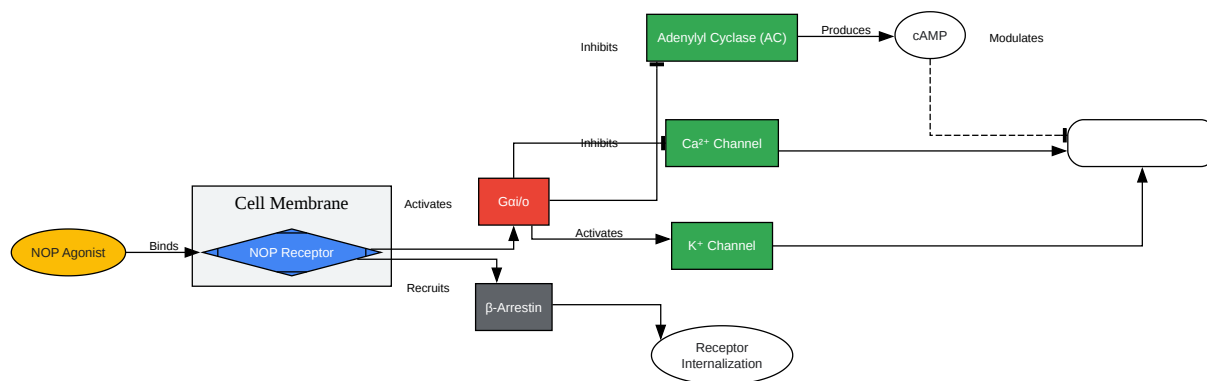 Inhibits
Adenylyl Cyclase (AC)
Produces
cAMP
Modulates
Inhibits
Ca²⁺ Channel
Cell Membrane
Activates
Gαi/o
NOP Agonist
Binds
NOP Receptor
Activates
K⁺ Channel
Recruits
β-Arrestin
Receptor
Internalization